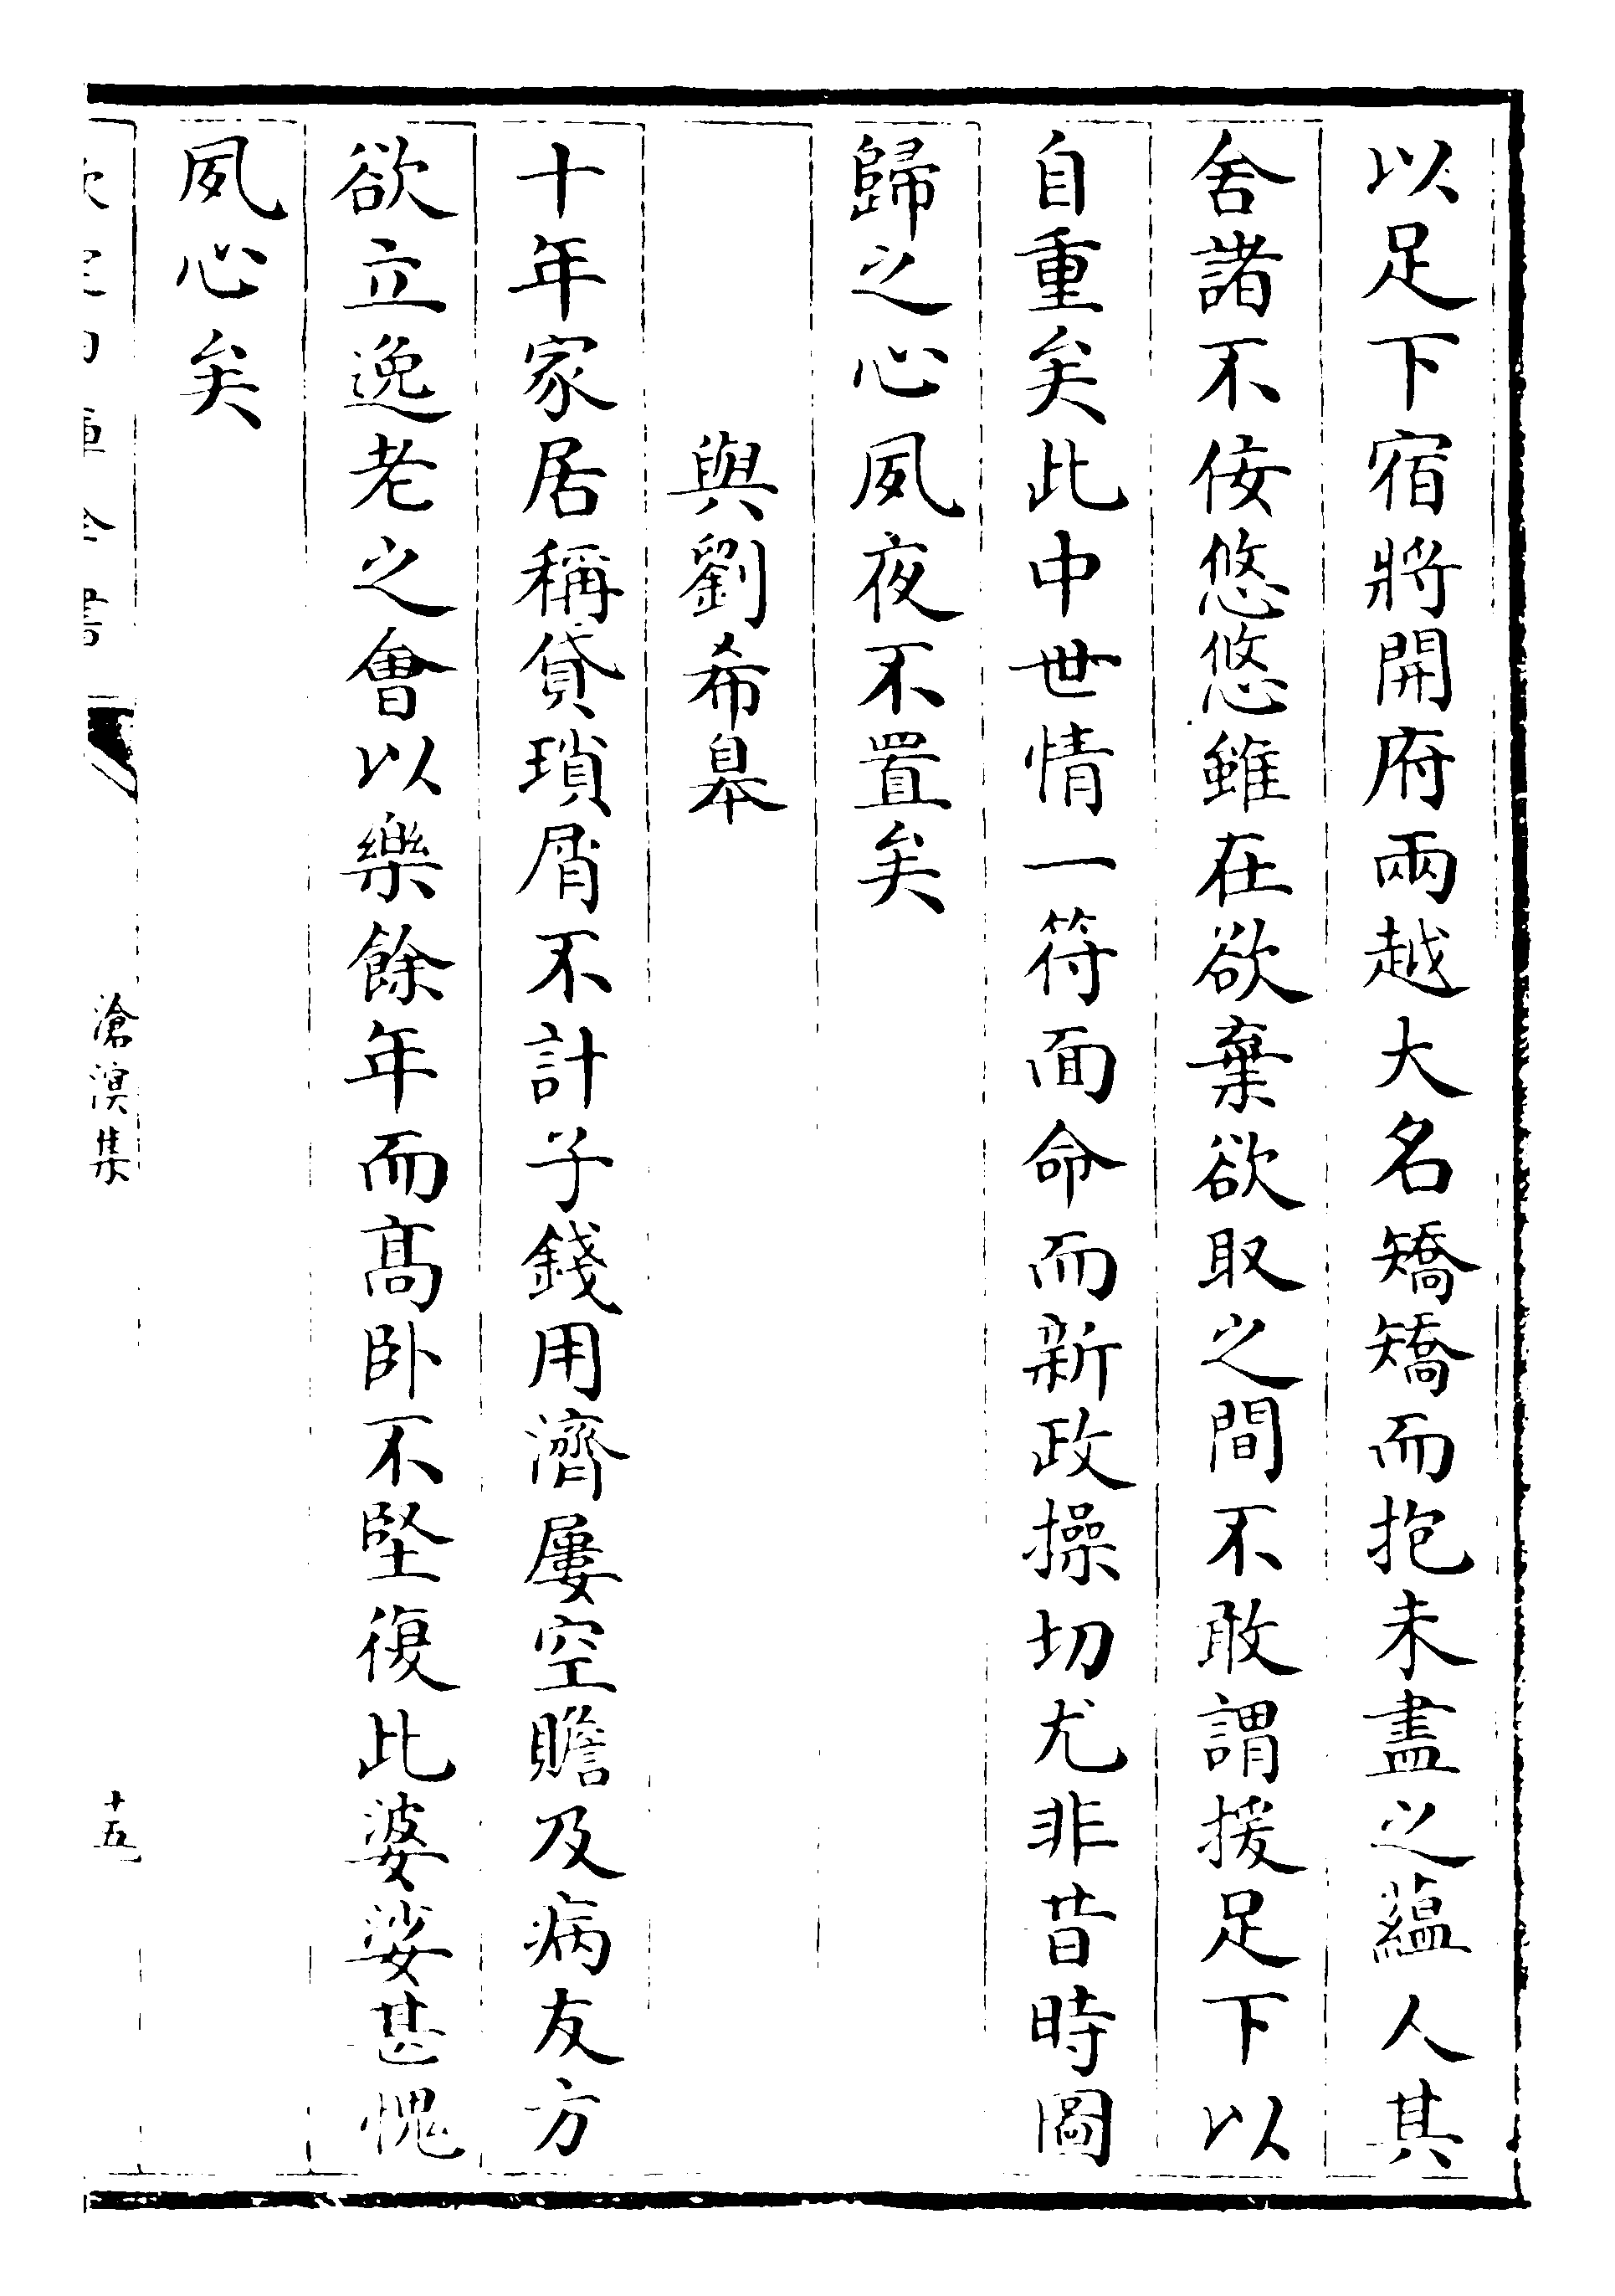 以足下宿將開府兩越大名矯矯而抱未盡之蘊人其
舍諸不佞悠悠雖在欲棄欲取之間不敢謂援足下以
自重矣此中世情一符面命而新政操切尤非昔時圖
歸之心夙夜不置矣
與劉希皋
十年家居稱貸瑣屑不計子錢用濟屢空贍及病友方
欲立逸老之會以樂餘年而高卧不堅復此婆娑甚愧
夙心矣
欽定四庫全書
滄溟集
十五